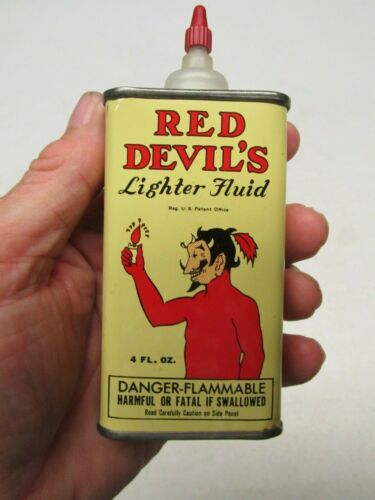 RED
DEVIL'S
Lighter Fluid
Reg. U. S. Patent Office
4 FL. OZ.
DANGER-FLAMMABLE
HARMFUL OR FATAL IF SWALLOWED
Read Carefully Caution on Side Panel